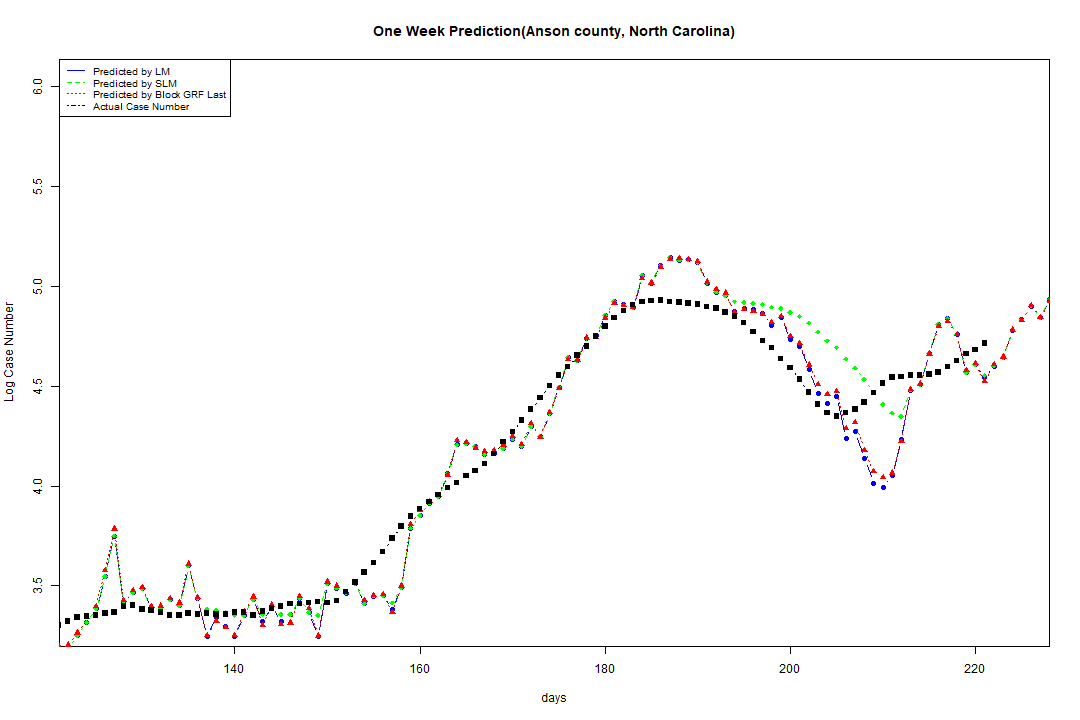 One Week Prediction(Anson county, North Carolina)
Predicted by LM
Predicted by SLM
Predicted by Block GRF Last
Actual Case Number
6.0
5.5
5.0
4.5
4.0
3.5
Log Case Number
140 160 180 200 220
days